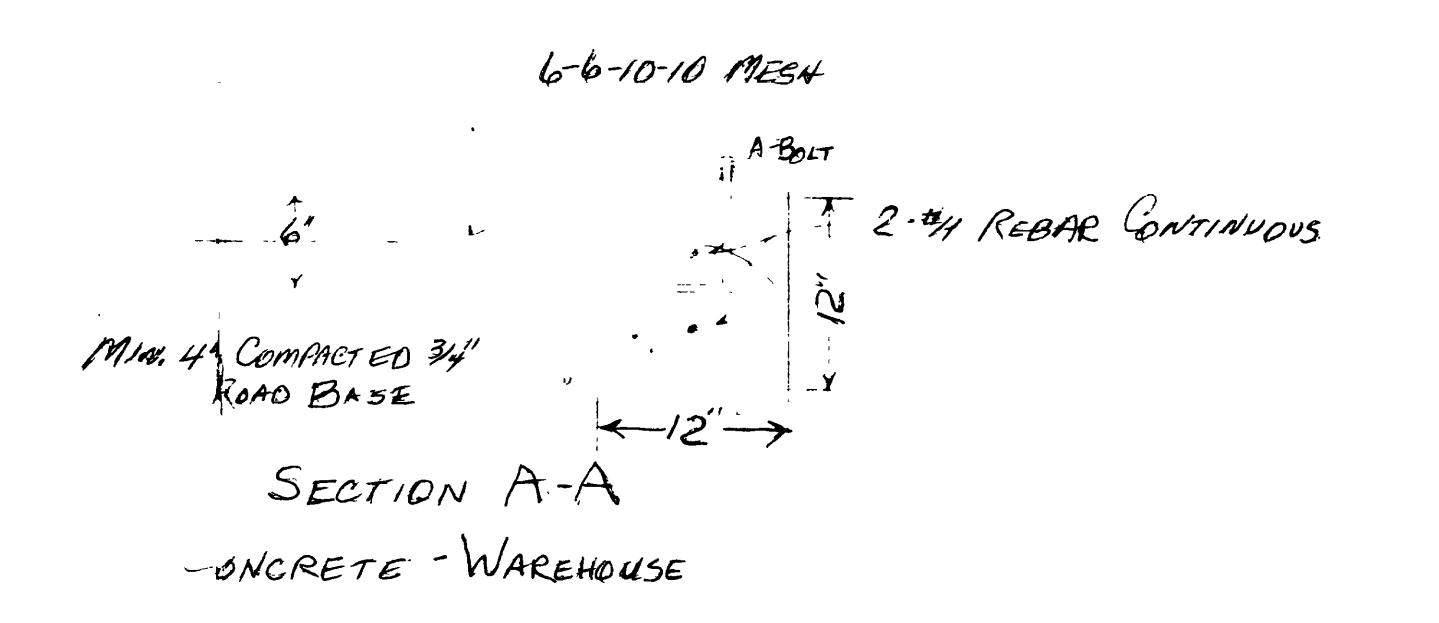 6-6-10-10 MESH
A-BOLT
6"
2-#4 REBAR CONTINUOUS
12"
MIN. 4" COMPACTED 3/4"
ROAD BASE
12"
SECTION A-A
CONCRETE - WAREHOUSE